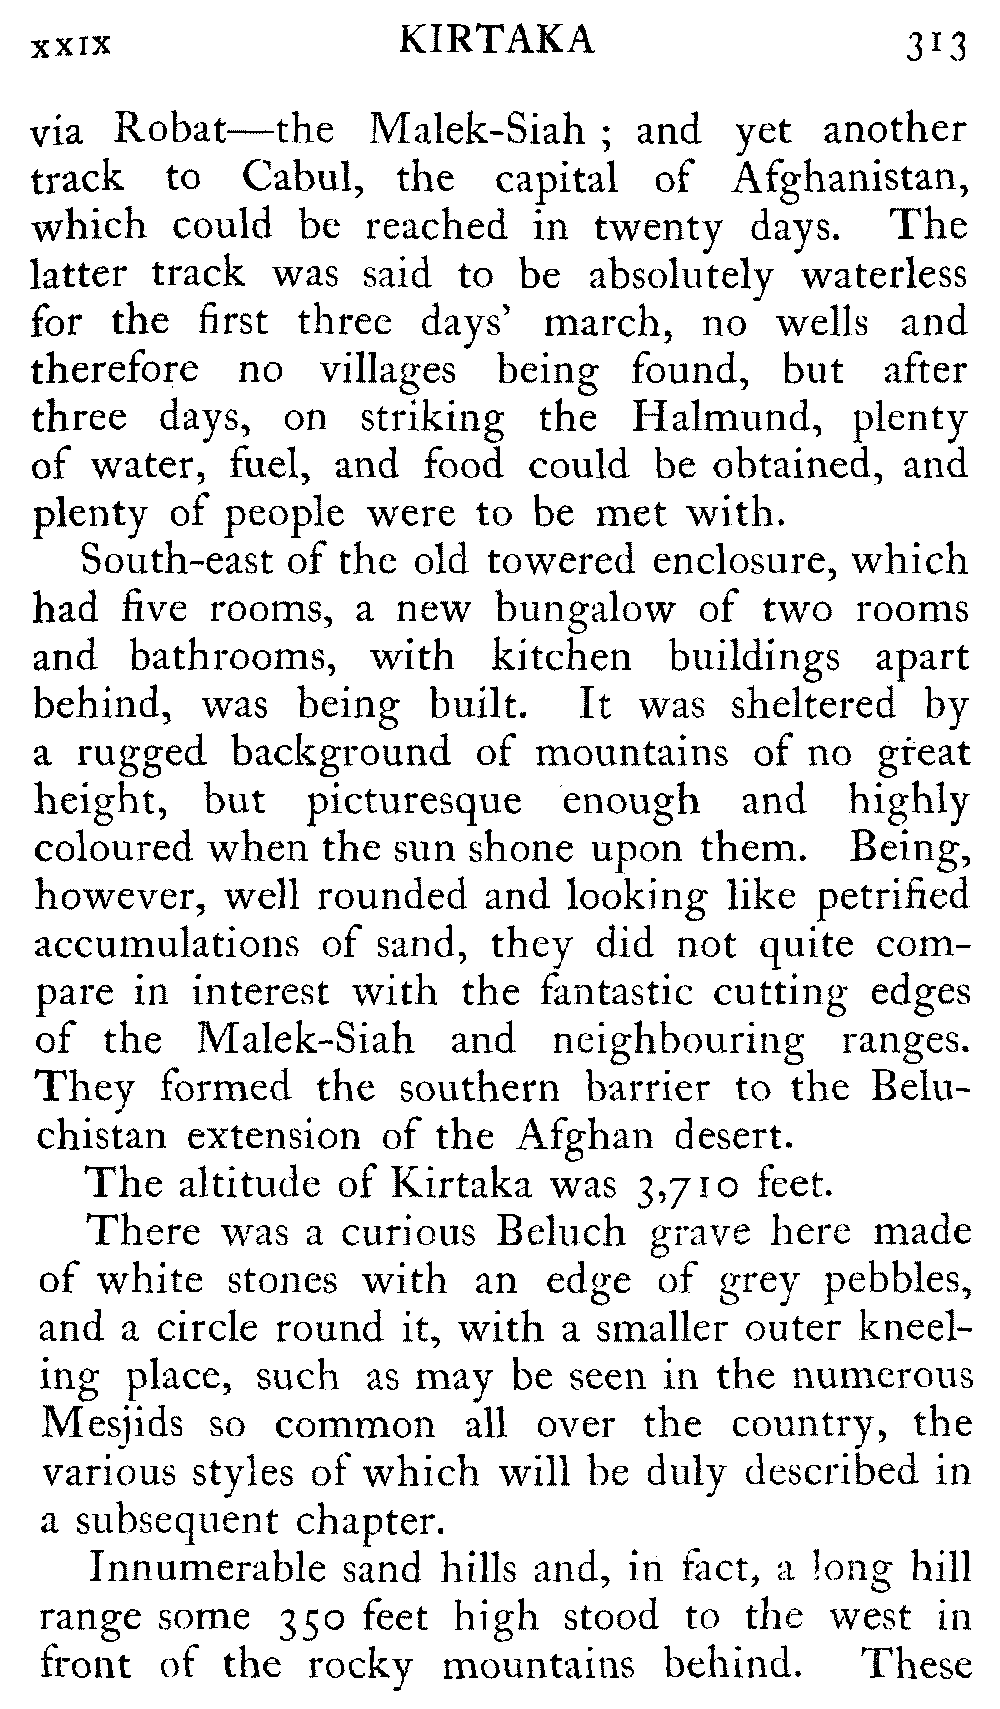 xxix KIRTAKA 313
via Robat—the Malek-Siah ; and yet another
track to Cabul, the capital of Afghanistan,
which could be reached in twenty days. The
latter track was said to be absolutely waterless
for the first three days' march, no wells and
therefore no villages being found, but after
three days, on striking the Halmund, plenty
of water, fuel, and food could be obtained, and
plenty of people were to be met with.
South-east of the old towered enclosure, which
had five rooms, a new bungalow of two rooms
and bathrooms, with kitchen buildings apart
behind, was being built. It was sheltered by
a rugged background of mountains of no great
height, but picturesque enough and highly
coloured when the sun shone upon them. Being,
however, well rounded and looking like petrified
accumulations of sand, they did not quite com-
pare in interest with the fantastic cutting edges
of the Malek-Siah and neighbouring ranges.
They formed the southern barrier to the Belu-
chistan extension of the Afghan desert.
The altitude of Kirtaka was 3,710 feet.
There was a curious Beluch grave here made
of white stones with an edge of grey pebbles,
and a circle round it, with a smaller outer kneel-
ing place, such as may be seen in the numerous
Mesjids so common all over the country, the
various styles of which will be duly described in
a subsequent chapter.
Innumerable sand hills and, in fact, a long hill
range some 350 feet high stood to the west in
front of the rocky mountains behind. These